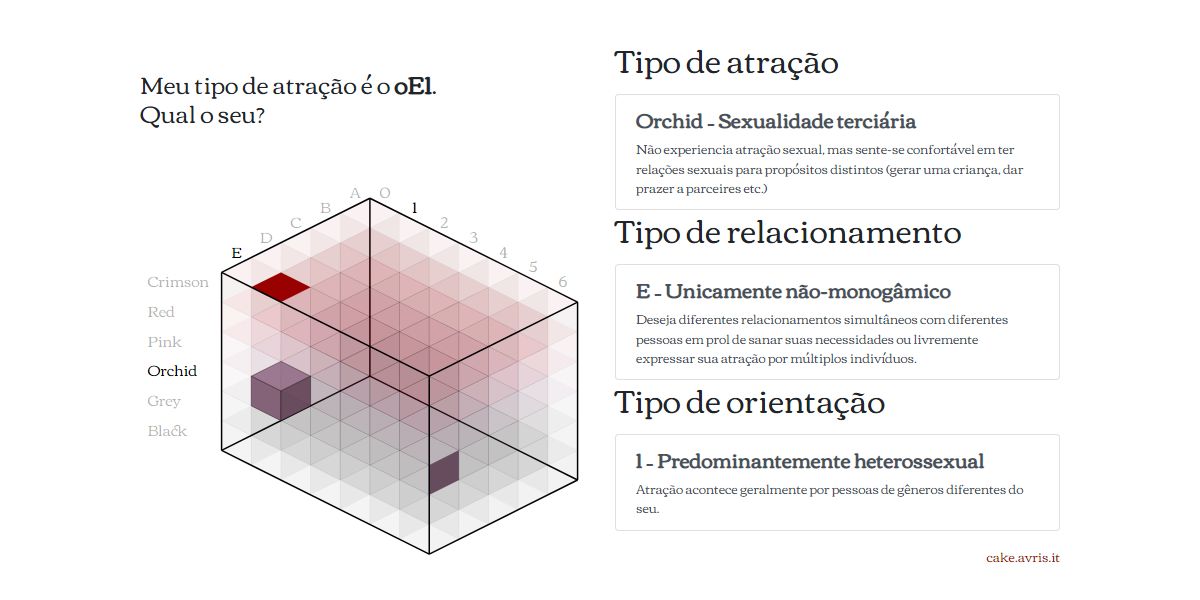 Meu tipo de atração é o oE1.
Qual o seu?
A O
B 1
C 2
D 3
E 4
5
6
Crimson
Red
Pink
Orchid
Grey
Black
Tipo de atração
Orchid - Sexualidade terciária
Não experiencia atração sexual, mas sente-se confortável em ter
relações sexuais para propósitos distintos (gerar uma criança, dar
prazer a parceires etc.)
Tipo de relacionamento
E - Unicamente não-monogâmico
Deseja diferentes relacionamentos simultâneos com diferentes
pessoas em prol de sanar suas necessidades ou livremente
expressar sua atração por múltiplos indivíduos.
Tipo de orientação
1 - Predominantemente heterossexual
Atração acontece geralmente por pessoas de gêneros diferentes do
seu.
cake.avris.it